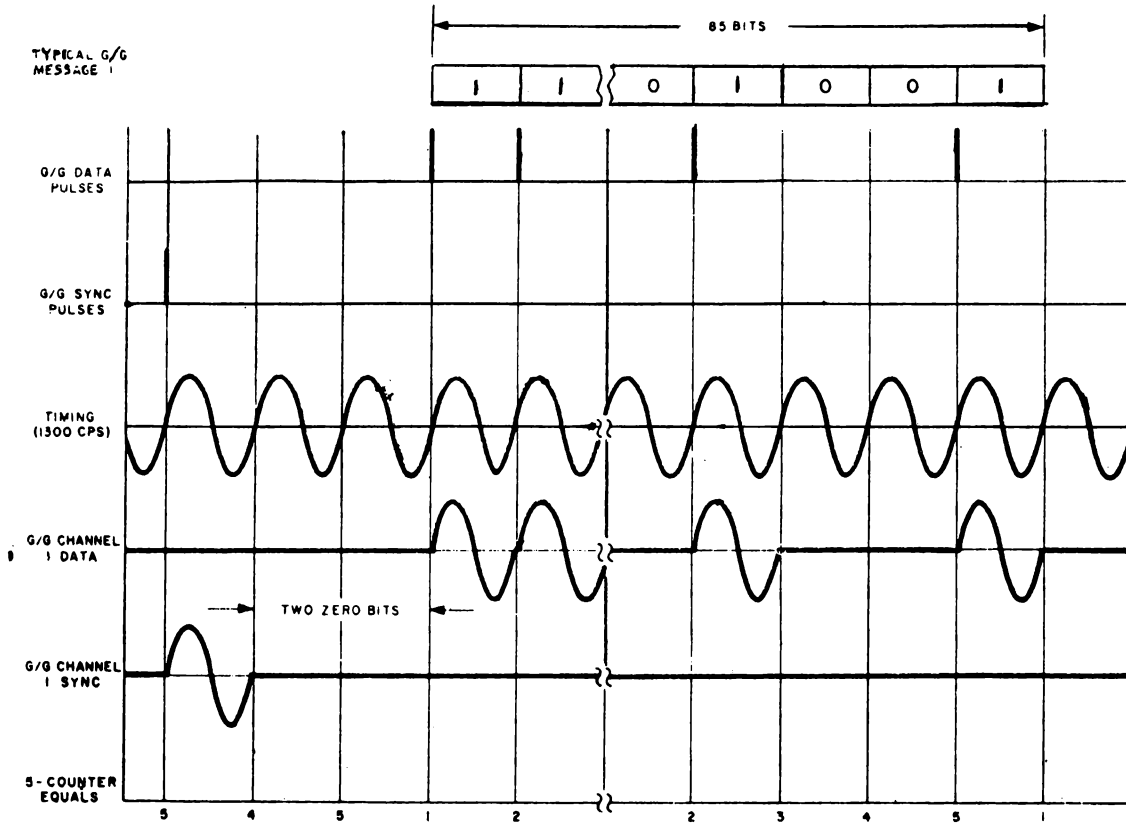 85 BITS
TYPICAL G/G
MESSAGE 1
1 1 0 1 0 0 1
G/G DATA
PULSES
G/G SYNC
PULSES
TIMING
(1300 CPS)
G/G CHANNEL
1 DATA
TWO ZERO BITS
G/G CHANNEL
1 SYNC
5-COUNTER
EQUALS
5 4 5 1 2 2 3 4 5 1